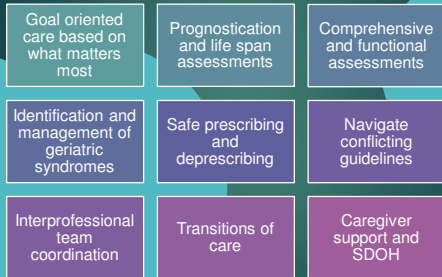 Goal oriented
care based on
what matters
most
Prognostication
and life span
assessments
Comprehensive
and functional
assessments
Identification and
management of
geriatric
syndromes
Safe prescribing
and
deprescribing
Navigate
conflicting
guidelines
Interprofessional
team
coordination
Transitions of
care
Caregiver
support and
SDOH